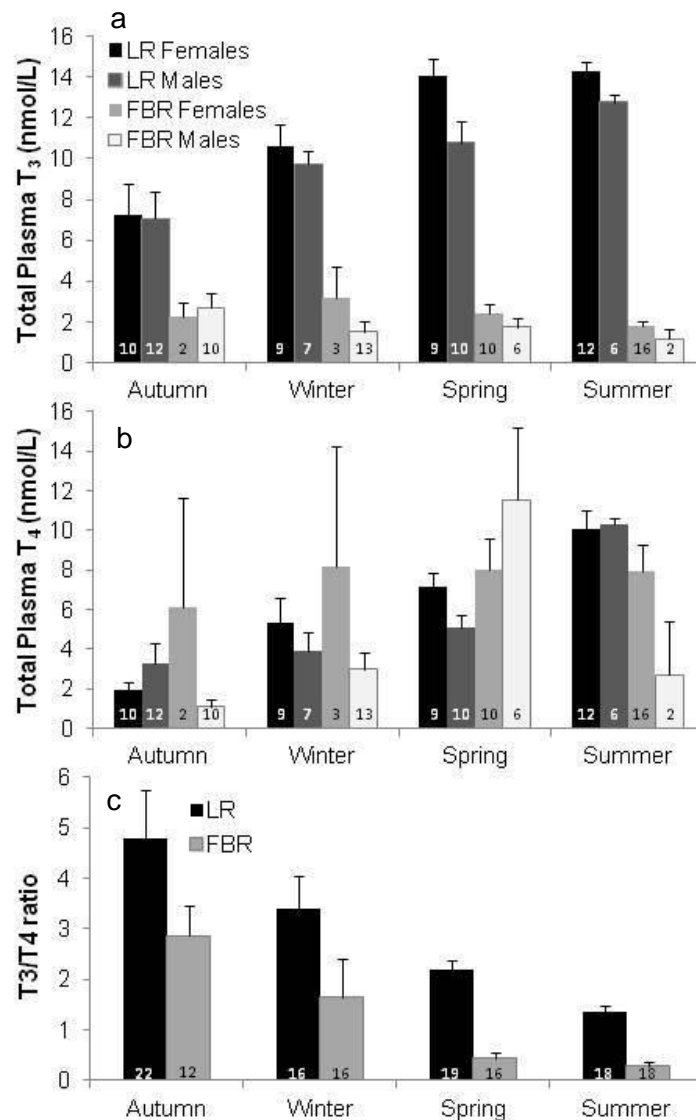 a
16
14
12
10
8
6
4
2
0
Total Plasma T3 (nmol/L)
LR Females
LR Males
FBR Females
FBR Males
10 12 2 10
9 7 3 13
9 10 10 6
12 6 16 2
Autumn Winter Spring Summer
b
16
14
12
10
8
6
4
2
0
Total Plasma T4 (nmol/L)
10 12 2 10
9 7 3 13
9 10 10 6
12 6 16 2
Autumn Winter Spring Summer
c
6
5
4
3
2
1
0
T3/T4 ratio
LR
FBR
22 12
16 16
19 16
18 18
Autumn Winter Spring Summer